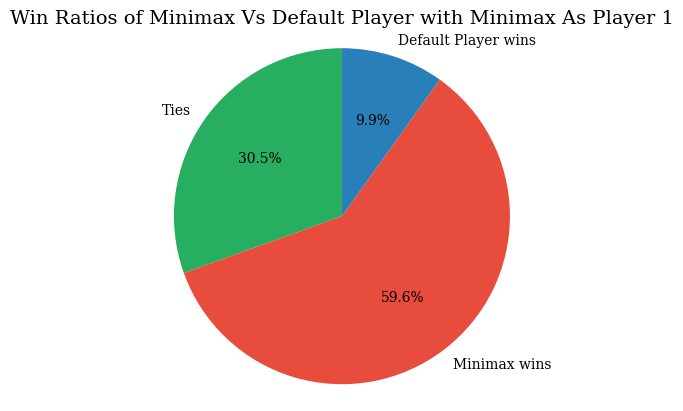 Win Ratios of Minimax Vs Default Player with Minimax As Player 1
Default Player wins
Ties
9.9%
30.5%
59.6%
Minimax wins